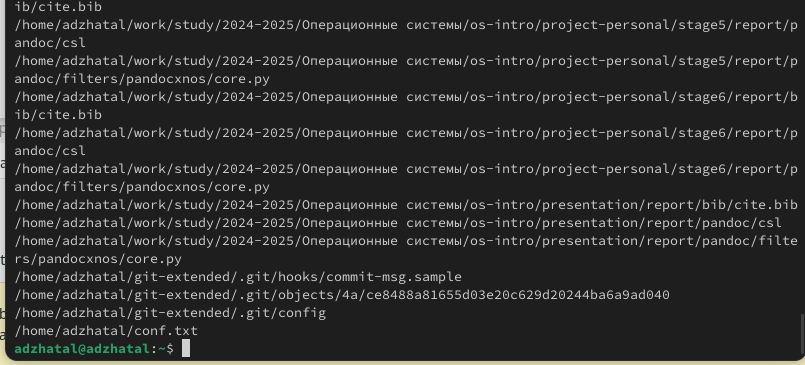 ib/cite.bib
/home/adzhatal/work/study/2024-2025/Операционные системы/os-intro/project-personal/stage5/report/p
andoc/csl
/home/adzhatal/work/study/2024-2025/Операционные системы/os-intro/project-personal/stage5/report/p
andoc/filters/pandocxnos/core.py
/home/adzhatal/work/study/2024-2025/Операционные системы/os-intro/project-personal/stage6/report/b
ib/cite.bib
/home/adzhatal/work/study/2024-2025/Операционные системы/os-intro/project-personal/stage6/report/p
andoc/csl
/home/adzhatal/work/study/2024-2025/Операционные системы/os-intro/project-personal/stage6/report/p
andoc/filters/pandocxnos/core.py
/home/adzhatal/work/study/2024-2025/Операционные системы/os-intro/presentation/report/bib/cite.bib
/home/adzhatal/work/study/2024-2025/Операционные системы/os-intro/presentation/report/pandoc/csl
/home/adzhatal/work/study/2024-2025/Операционные системы/os-intro/presentation/report/pandoc/filte
rs/pandocxnos/core.py
/home/adzhatal/git-extended/.git/hooks/commit-msg.sample
/home/adzhatal/git-extended/.git/objects/4a/ce8488a81655d03e20c629d20244ba6a9ad040
/home/adzhatal/git-extended/.git/config
/home/adzhatal/conf.txt
adzhatal@adzhatal:~$